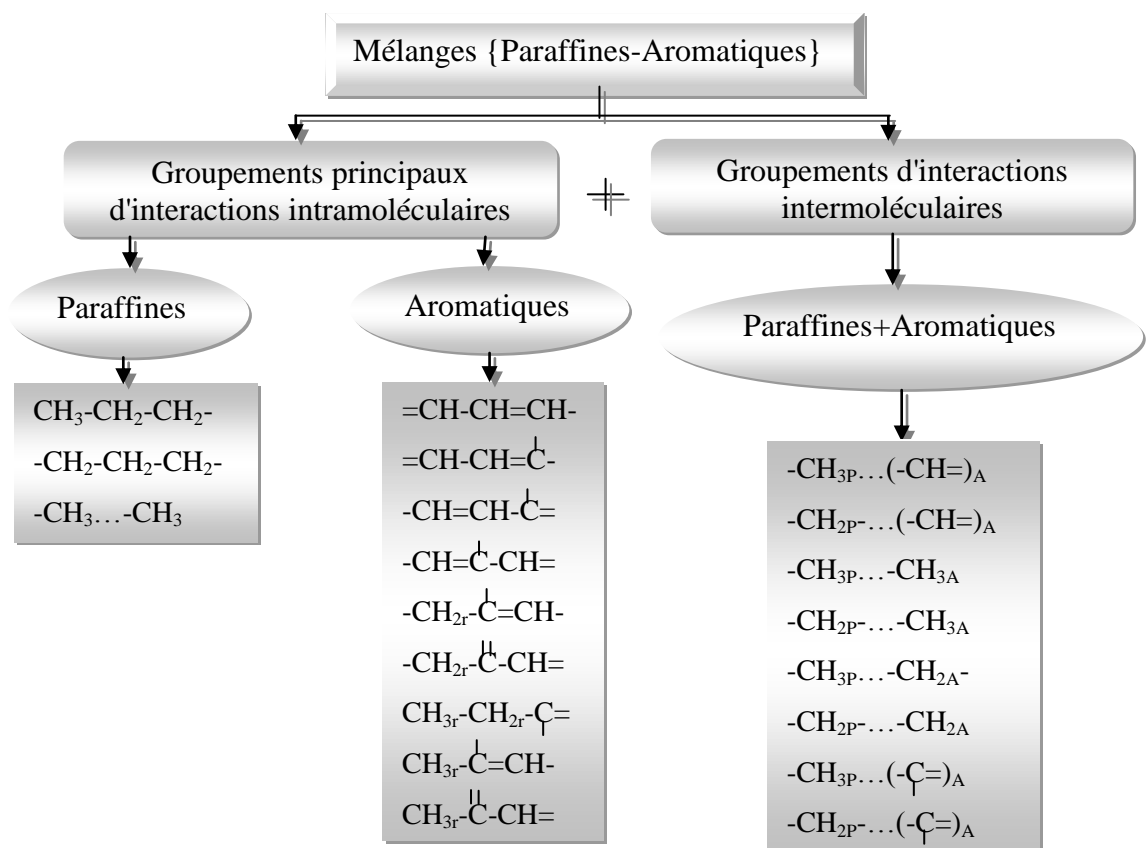 Mélanges {Paraffines-Aromatiques}
Groupements principaux
d'interactions intramoléculaires
Groupements d'interactions
intermoléculaires
Paraffines
Aromatiques
Paraffines+Aromatiques
CH₃-CH₂-CH₂-
-CH₂-CH₂-CH₂-
-CH₃…-CH₃
=CH-CH=CH-
=CH-CH=C-
-CH=CH-C=
-CH=C-CH=
-CH₂r-C=CH-
-CH₂r-C-CH=
CH₃r-CH₂r-C=
CH₃r-C=CH-
CH₃r-C-CH=
-CH₃P…(-CH=)A
-CH₂P-…(-CH=)A
-CH₃P…-CH₃A
-CH₂P-…-CH₃A
-CH₃P…-CH₂A-
-CH₂P-…-CH₂A
-CH₃P…(-C=)A
-CH₂P-…(-C=)A